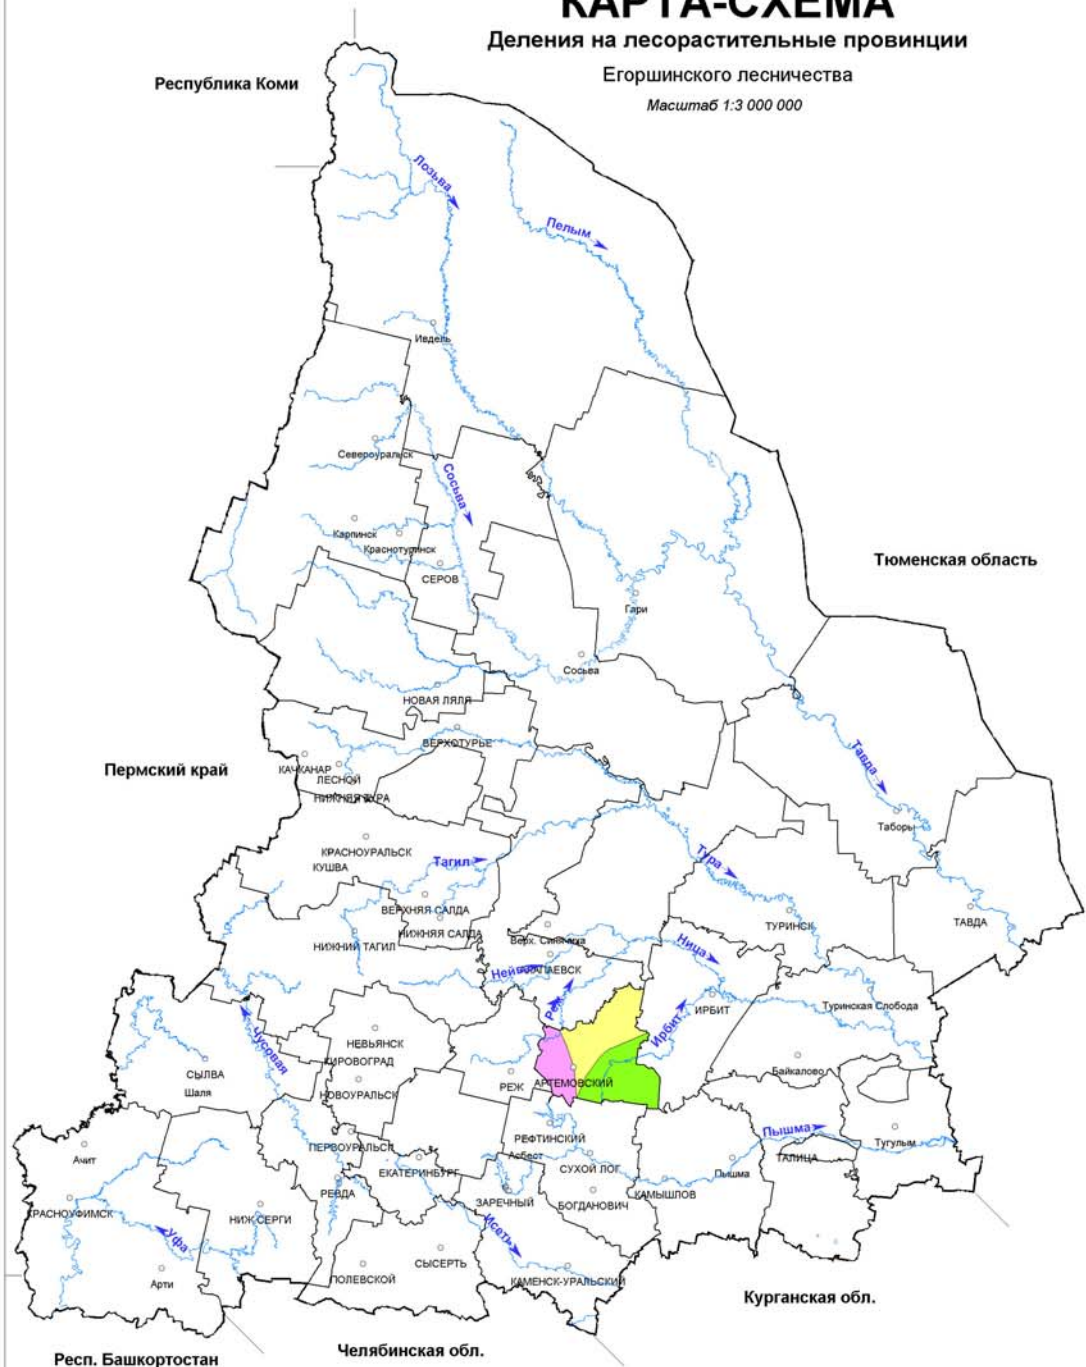 КАРТА-СХЕМА
Деления на лесорастительные провинции
Егоршинского лесничества
Масштаб 1:3 000 000
Республика Коми
Лозьва
Пелым
Ивдель
Североуральск
Сосьва
Карпинск
Краснотуринск
СЕРОВ
Тюменская область
Гари
Сосьва
НОВАЯ ЛЯЛЯ
ВЕРХОТУРЬЕ
Пермский край
КАЧКАНАР
ЛЕСНОЙ
НИЖНЯЯ ТУРА
Тавда
Таборы
КРАСНОУРАЛЬСК
КУШВА
Тагил
Тура
ВЕРХНЯЯ САЛДА
НИЖНЯЯ САЛДА
НИЖНИЙ ТАГИЛ
ТУРИНСК
ТАВДА
Верх. Синячиха
Ница
Нейва
АЛАПАЕВСК
Реж
ИРБИТ
Ирбит
Туринская Слобода
Чусовая
НЕВЬЯНСК
КИРОВОГРАД
СЫЛВА
Шаля
НОВОУРАЛЬСК
РЕЖ
АРТЕМОВСКИЙ
Байкалово
Ачит
ПЕРВОУРАЛЬСК
РЕФТИНСКИЙ
Асбест
Пышма
ТАЛИЦА
Тугулым
ЕКАТЕРИНБУРГ
СУХОЙ ЛОГ
Пышма
КРАСНОУФИМСК
РЕВДА
ЗАРЕЧНЫЙ
БОГДАНОВИЧ
КАМЫШЛОВ
НИЖ.СЕРГИ
Уфа
Исеть
Арти
ПОЛЕВСКОЙ
СЫСЕРТЬ
КАМЕНСК-УРАЛЬСКИЙ
Курганская обл.
Челябинская обл.
Респ. Башкортостан